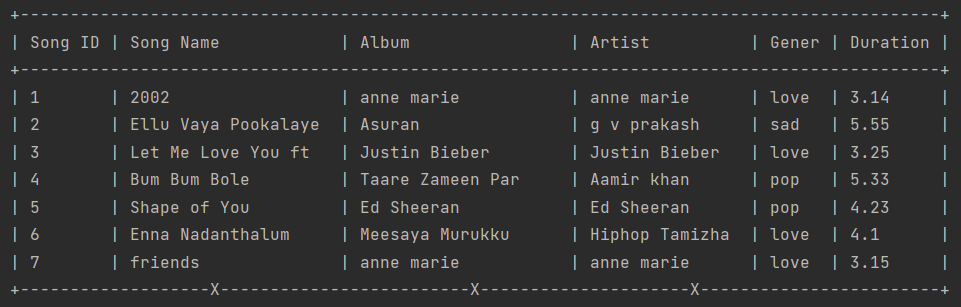 +--------------------------------------------------------------------------------------------+
| Song ID | Song Name            | Album                | Artist          | Gener | Duration |
+--------------------------------------------------------------------------------------------+
| 1       | 2002                 | anne marie           | anne marie      | love  | 3.14     |
| 2       | Ellu Vaya Pookalaye  | Asuran               | g v prakash     | sad   | 5.55     |
| 3       | Let Me Love You ft   | Justin Bieber        | Justin Bieber   | love  | 3.25     |
| 4       | Bum Bum Bole         | Taare Zameen Par     | Aamir khan      | pop   | 5.33     |
| 5       | Shape of You         | Ed Sheeran           | Ed Sheeran      | pop   | 4.23     |
| 6       | Enna Nadanthalum     | Meesaya Murukku      | Hiphop Tamizha  | love  | 4.1      |
| 7       | friends              | anne marie           | anne marie      | love  | 3.15     |
+-------------------X-------------------------X---------------------X------------------------+